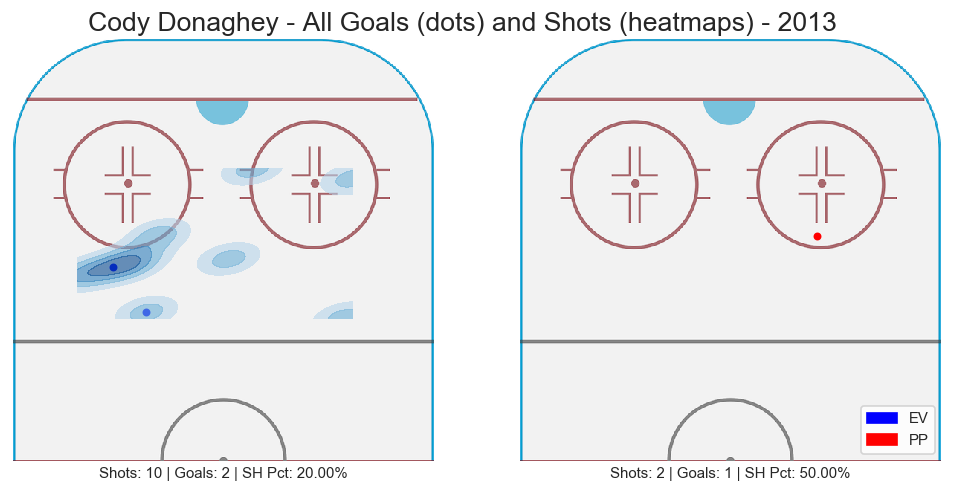 Cody Donaghey - All Goals (dots) and Shots (heatmaps) - 2013
EV
PP
Shots: 10 | Goals: 2 | SH Pct: 20.00%
Shots: 2 | Goals: 1 | SH Pct: 50.00%